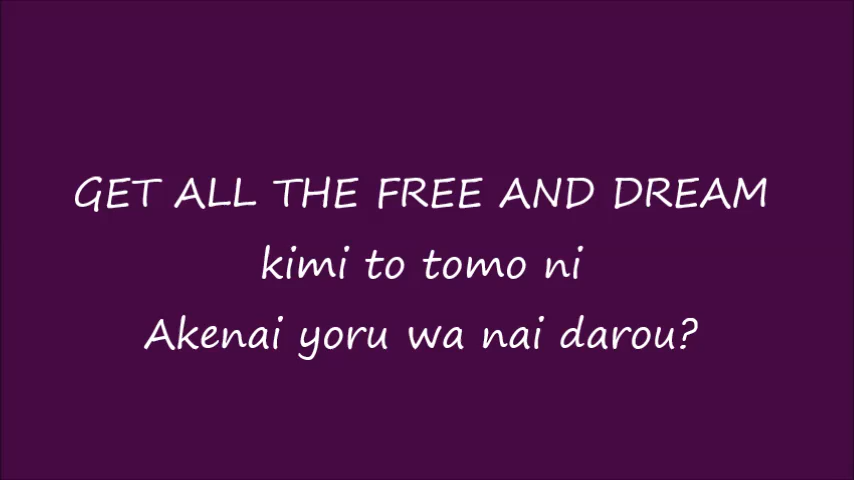 GET ALL THE FREE AND DREAM
kimi to tomo ni
Akenai yoru wa nai darou?